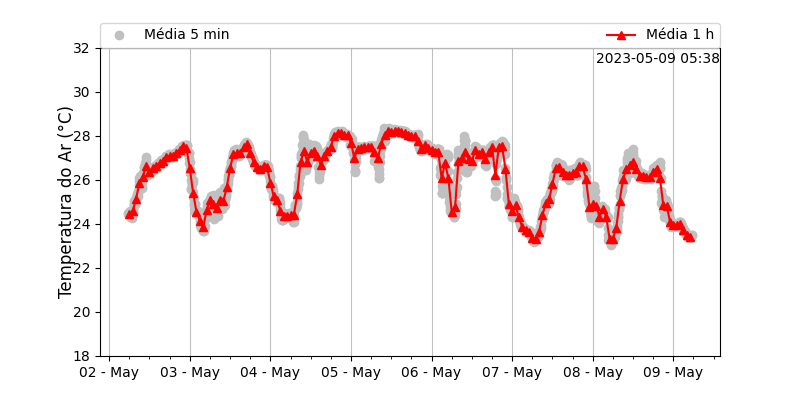 Média 5 min
Média 1 h
2023-05-09 05:38
Temperatura do Ar (°C)
32
30
28
26
24
22
20
18
02 - May
03 - May
04 - May
05 - May
06 - May
07 - May
08 - May
09 - May